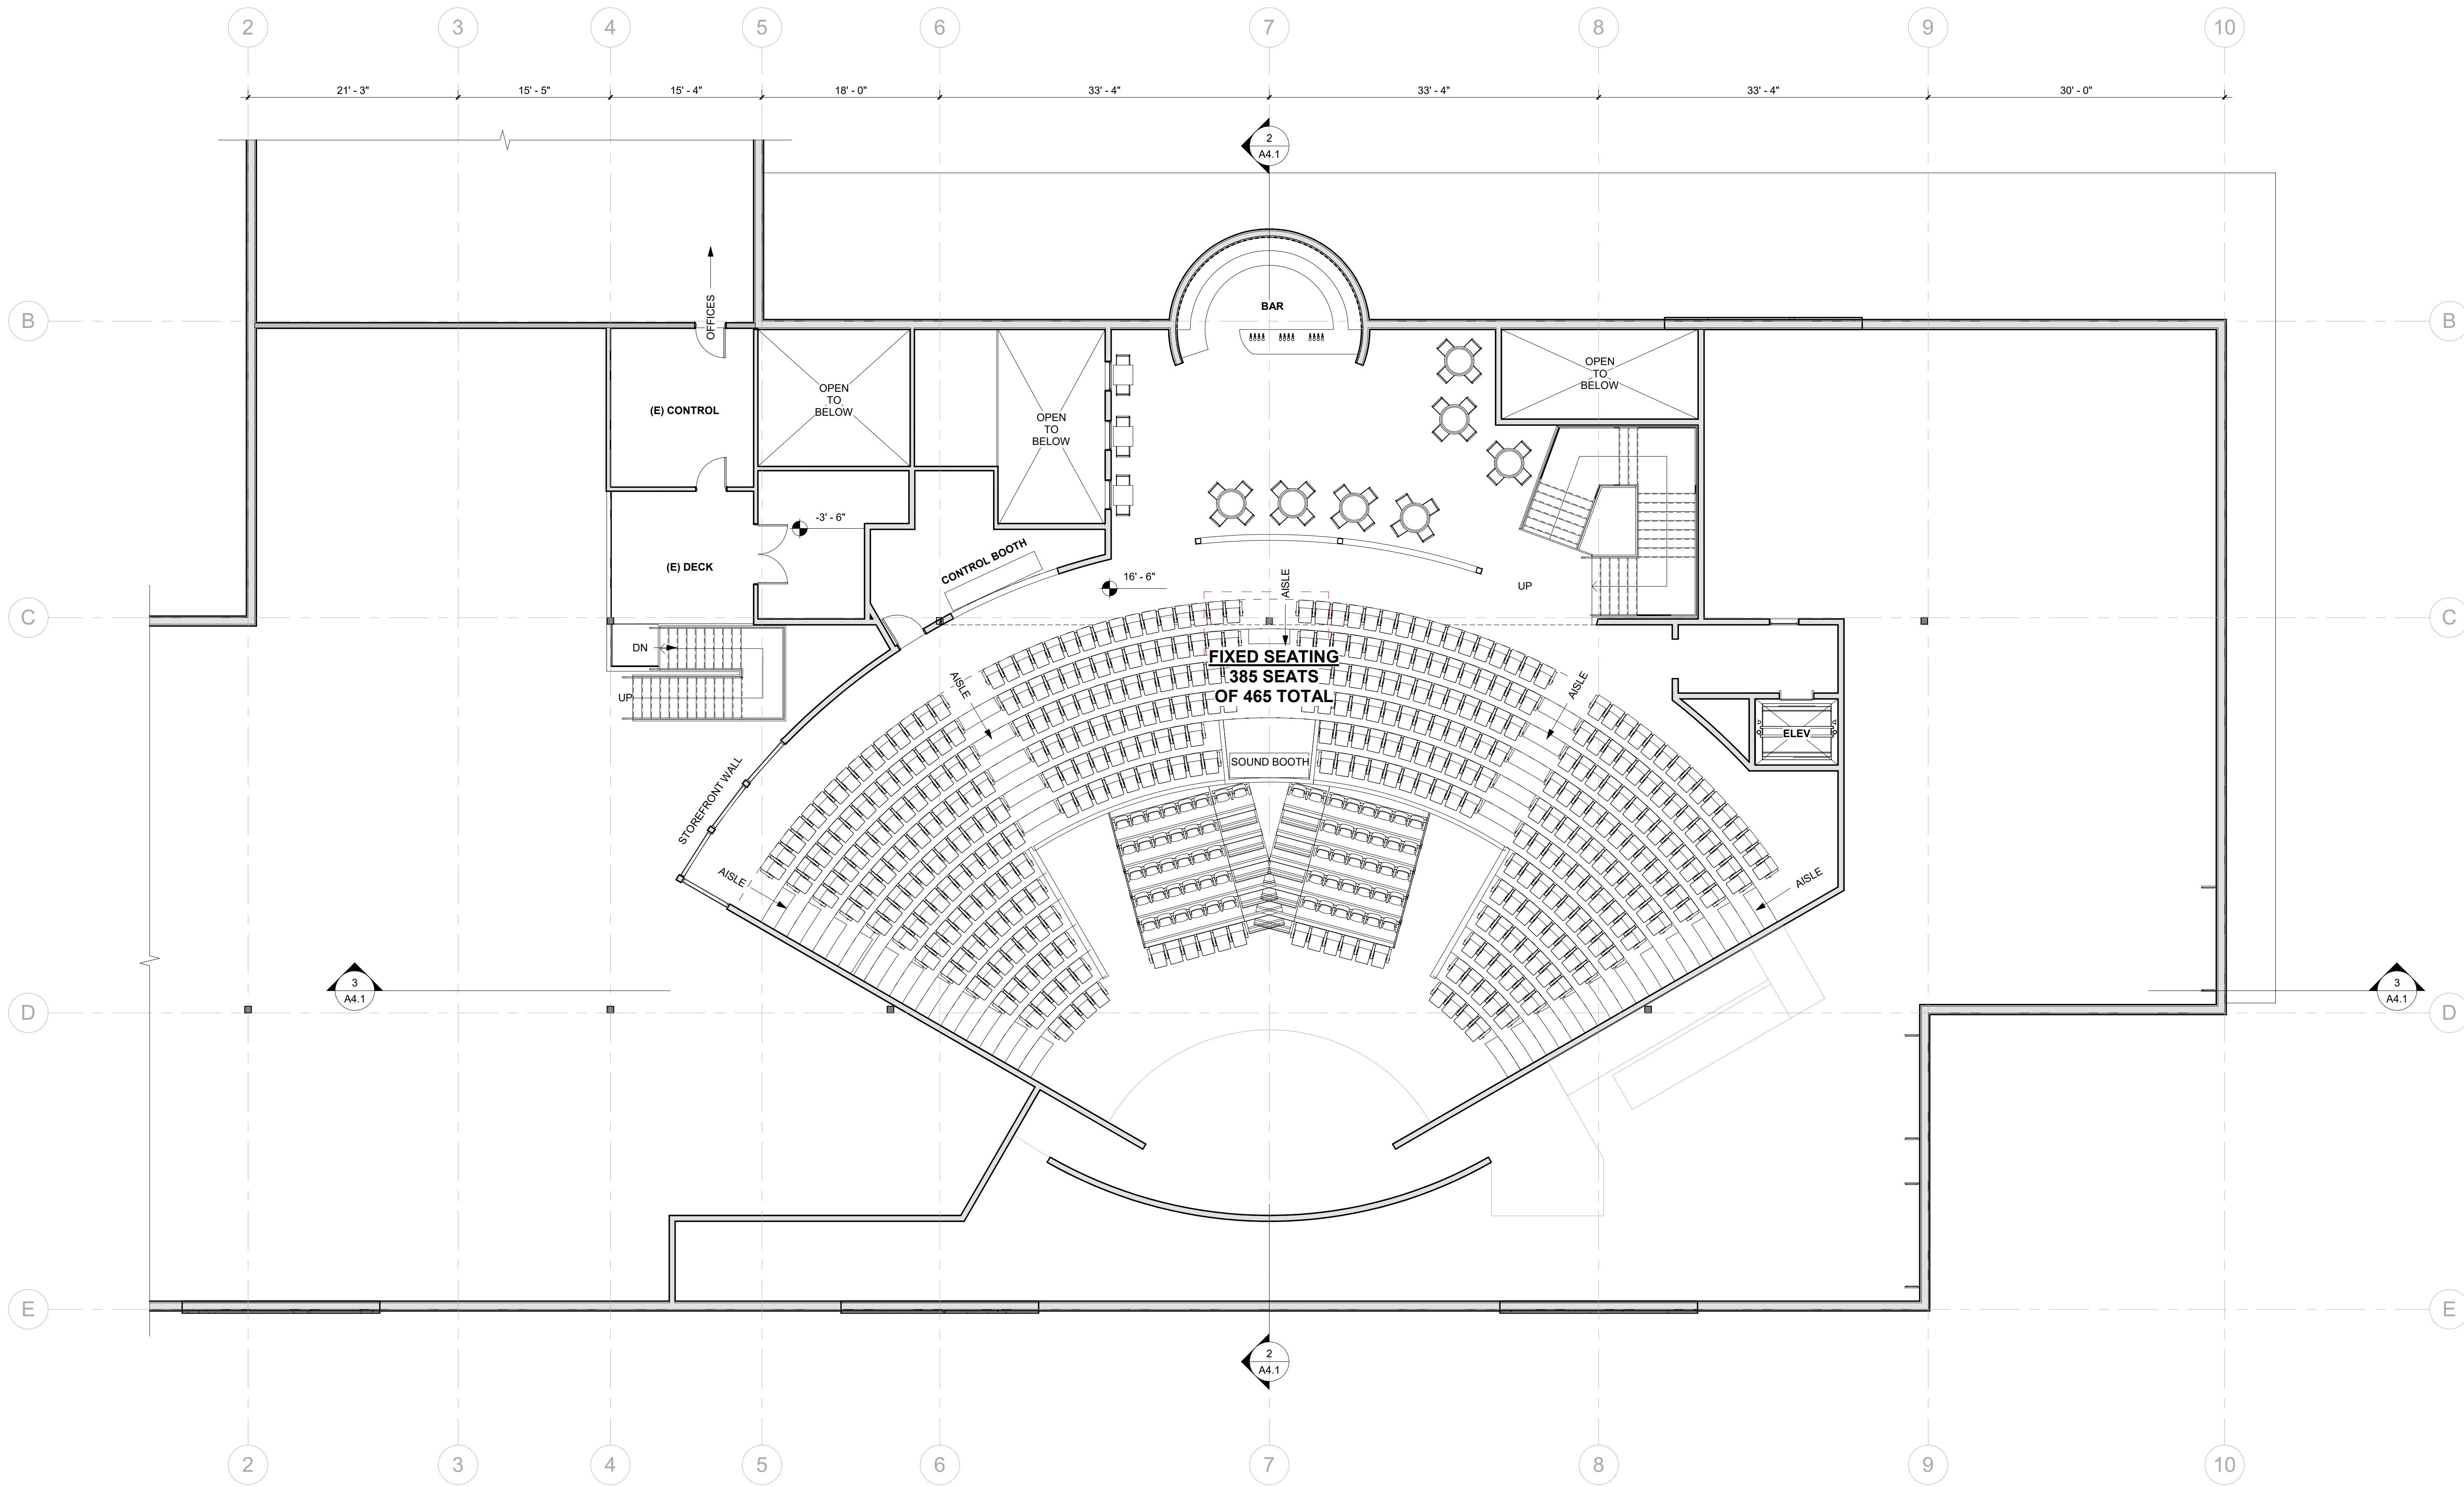 2 3 4 5 6 7 8 9 10
21' - 3" 15' - 5" 15' - 4" 18' - 0" 33' - 4" 33' - 4" 33' - 4" 30' - 0"
2
A4.1
OFFICES
BAR
B B
(E) CONTROL
OPEN
TO
BELOW
OPEN
TO
BELOW
OPEN
TO
BELOW
-3' - 6"
(E) DECK
CONTROL BOOTH
16' - 6"
AISLE
UP
C C
DN
UP
AISLE
FIXED SEATING
385 SEATS
OF 465 TOTAL
AISLE
ELEV
STOREFRONT WALL
SOUND BOOTH
AISLE
AISLE
3
A4.1
3
A4.1
D D
E E
2
A4.1
2 3 4 5 6 7 8 9 10